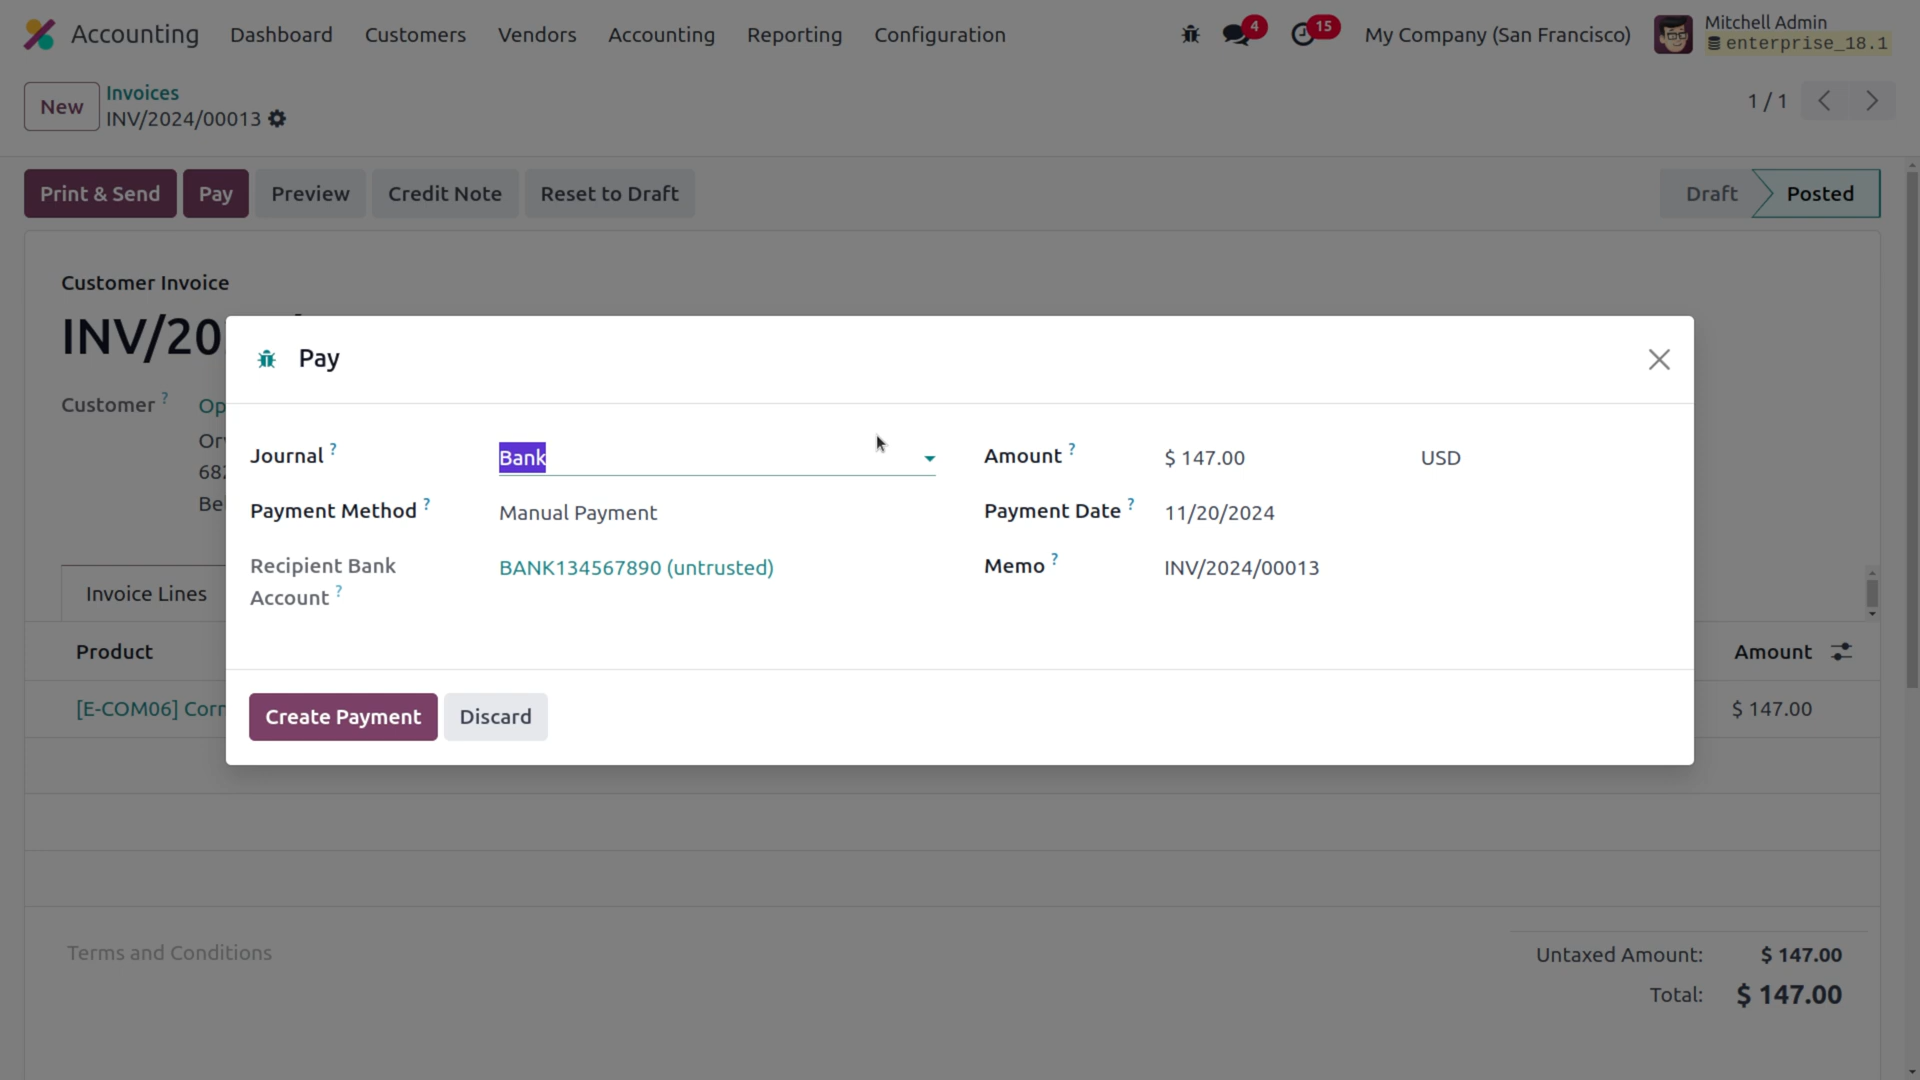 Accounting Dashboard Customers Vendors Accounting Reporting Configuration 4 15 My Company (San Francisco) Mitchell Admin
enterprise_18.1
New Invoices
INV/2024/00013
1 / 1
Print & Send Pay Preview Credit Note Reset to Draft Draft Posted
Customer Invoice
INV/20
Customer ?
Pay
Journal ? Bank
Amount ? $ 147.00 USD
Payment Method ? Manual Payment
Payment Date ? 11/20/2024
Recipient Bank
Account ? BANK134567890 (untrusted)
Memo ? INV/2024/00013
Create Payment Discard
Invoice Lines
Product Amount
[E-COM06] Corn $ 147.00
Terms and Conditions
Untaxed Amount: $ 147.00
Total: $ 147.00